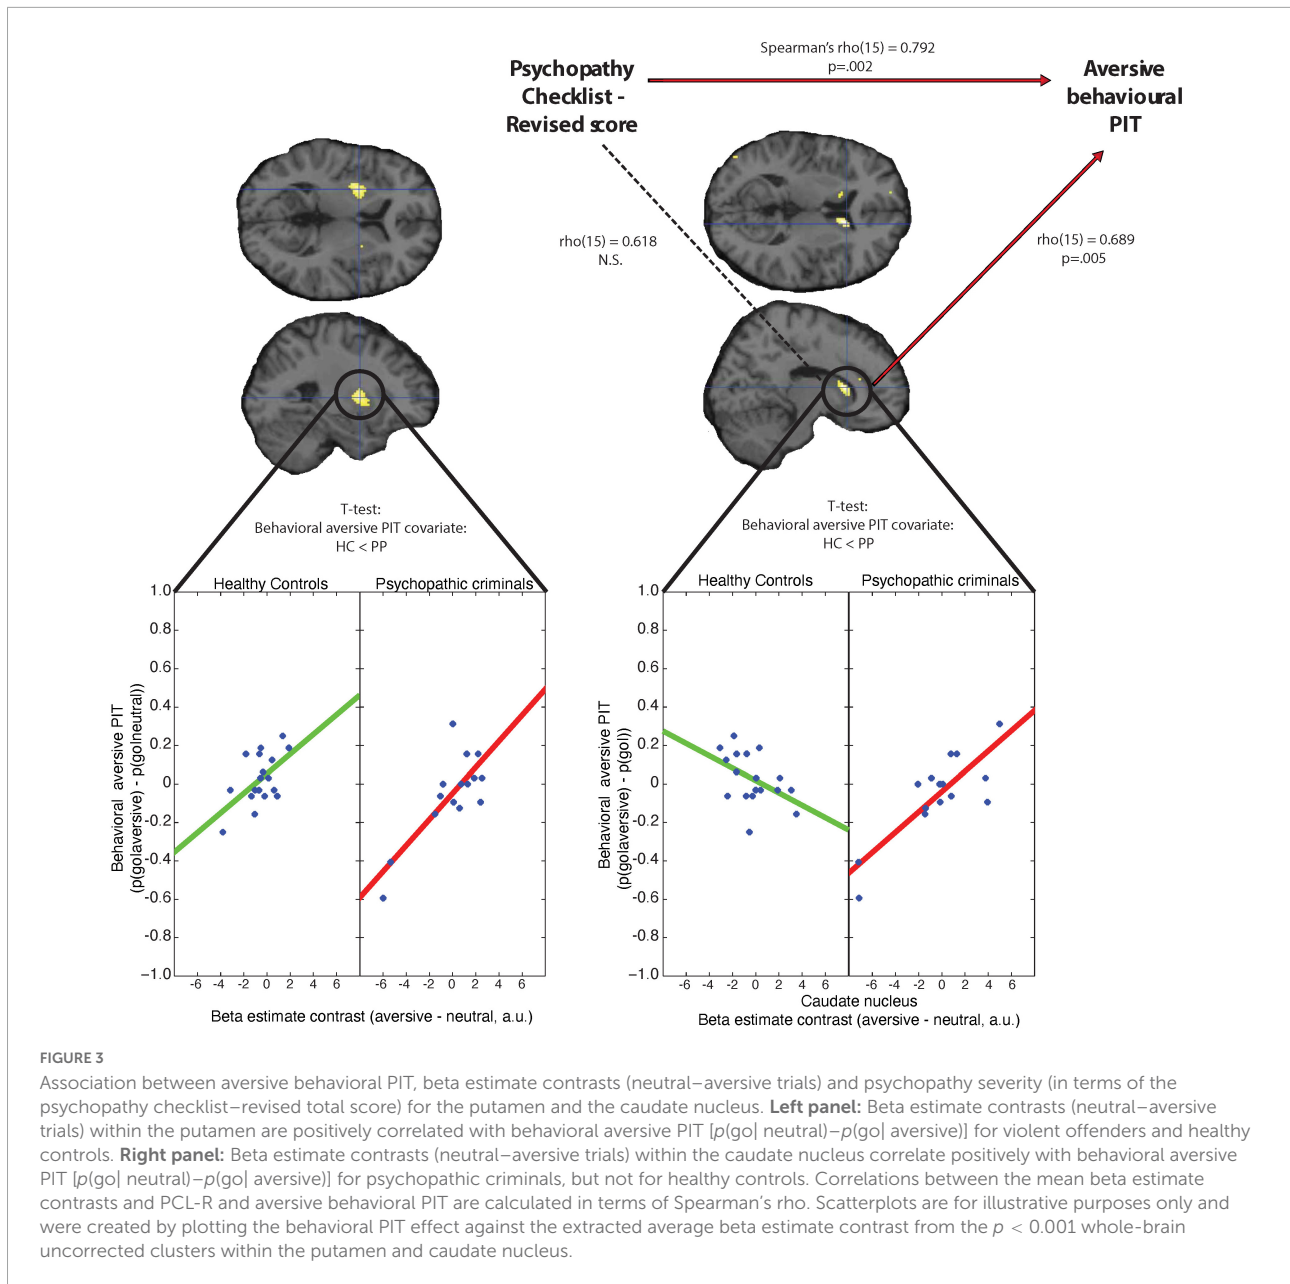 Spearman's rho(15) = 0.792
p=.002
Psychopathy
Checklist -
Revised score
Aversive
behavioural
PIT
rho(15) = 0.618
N.S.
rho(15) = 0.689
p=.005
T-test:
Behavioral aversive PIT covariate:
HC < PP
T-test:
Behavioral aversive PIT covariate:
HC < PP
Healthy Controls
Psychopathic criminals
1.0
0.8
0.6
0.4
0.2
0
-0.2
-0.4
-0.6
-0.8
−1.0
Behavioral aversive PIT
(p(golaversive) - p(golneutral))
-6 -4 -2 0 2 4 6
-6 -4 -2 0 2 4 6
Beta estimate contrast (aversive - neutral, a.u.)
Healthy Controls
Psychopathic criminals
1.0
0.8
0.6
0.4
0.2
0
-0.2
-0.4
-0.6
-0.8
−1.0
Behavioral aversive PIT
(p(golaversive) - p(gol)
-6 -4 -2 0 2 4 6
-6 -4 -2 0 2 4 6
Caudate nucleus
Beta estimate contrast (aversive - neutral, a.u.)
FIGURE 3
Association between aversive behavioral PIT, beta estimate contrasts (neutral–aversive trials) and psychopathy severity (in terms of the
psychopathy checklist–revised total score) for the putamen and the caudate nucleus. Left panel: Beta estimate contrasts (neutral–aversive
trials) within the putamen are positively correlated with behavioral aversive PIT [p(go| neutral)–p(go| aversive)] for violent offenders and healthy
controls. Right panel: Beta estimate contrasts (neutral–aversive trials) within the caudate nucleus correlate positively with behavioral aversive
PIT [p(go| neutral)–p(go| aversive)] for psychopathic criminals, but not for healthy controls. Correlations between the mean beta estimate
contrasts and PCL-R and aversive behavioral PIT are calculated in terms of Spearman's rho. Scatterplots are for illustrative purposes only and
were created by plotting the behavioral PIT effect against the extracted average beta estimate contrast from the p < 0.001 whole-brain
uncorrected clusters within the putamen and caudate nucleus.